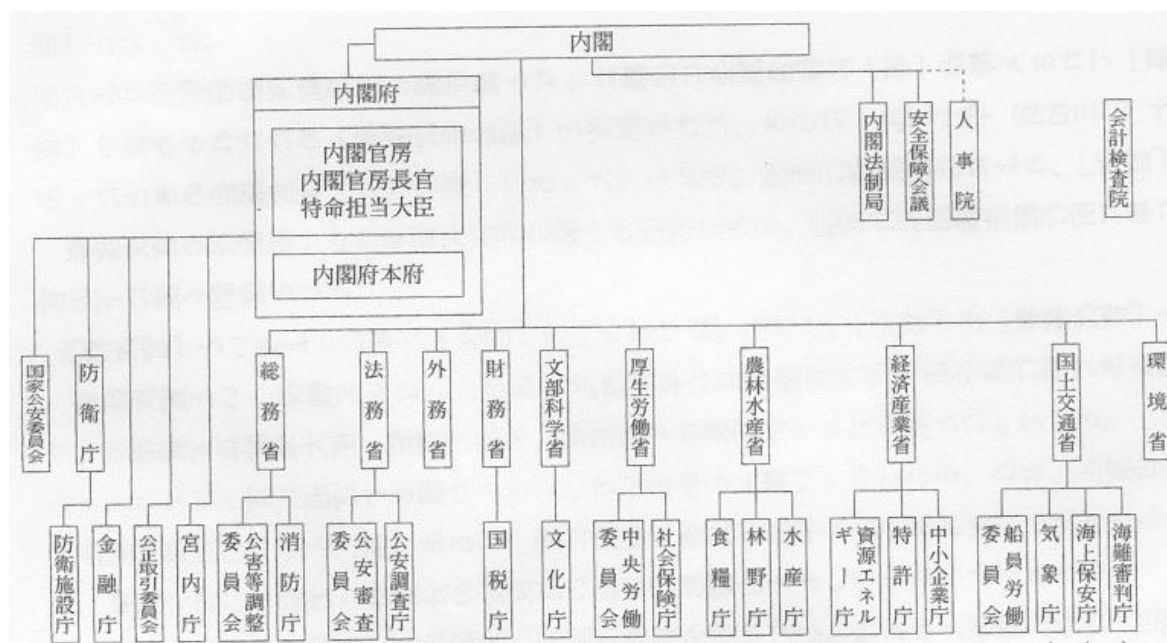 内閣
内閣府
内閣官房
内閣官房長官
特命担当大臣
内閣府本府
内閣法制局
安全保障会議
人事院
会計検査院
国家公安委員会
防衛庁
総務省
法務省
外務省
財務省
文部科学省
厚生労働省
農林水産省
経済産業省
国土交通省
環境省
防衛施設庁
金融庁
公正取引委員会
宮内庁
公害等調整
委員会
消防庁
公安審査
委員会
公安調査庁
国税庁
文化庁
中央労働
委員会
社会保険庁
食糧庁
林野庁
水産庁
資源エネル
ギー庁
特許庁
中小企業庁
船員労働
委員会
気象庁
海上保安庁
海難審判庁